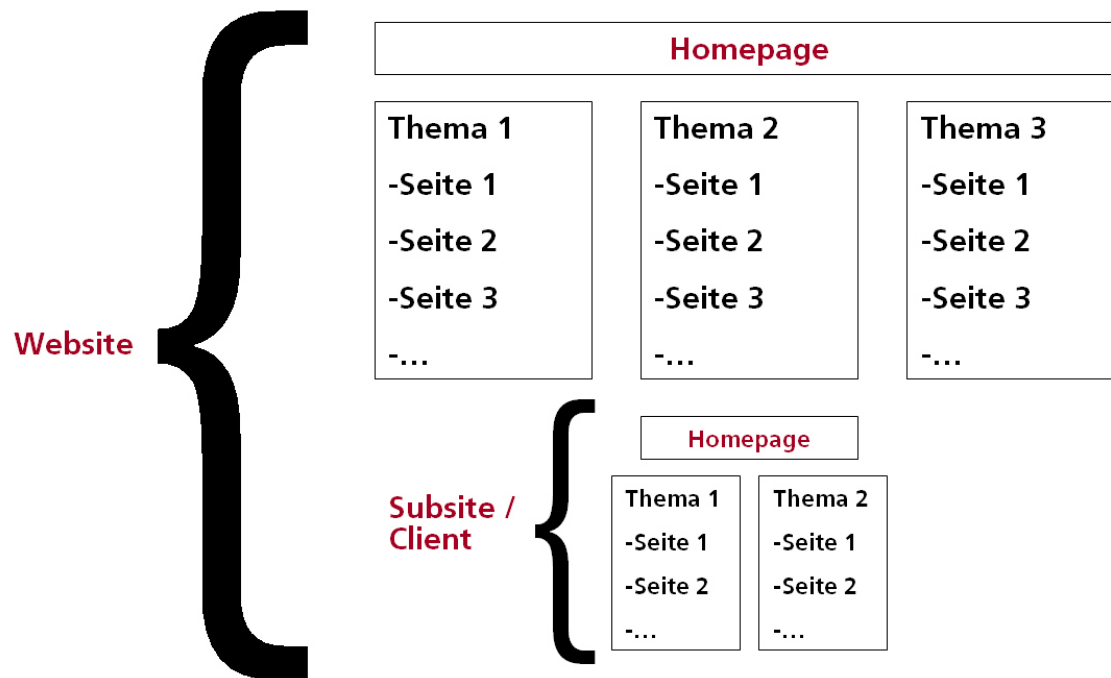 Homepage
Thema 1
-Seite 1
-Seite 2
-Seite 3
-...
Thema 2
-Seite 1
-Seite 2
-Seite 3
-...
Thema 3
-Seite 1
-Seite 2
-Seite 3
-...
Website
Subsite /
Client
Homepage
Thema 1
-Seite 1
-Seite 2
-...
Thema 2
-Seite 1
-Seite 2
-...